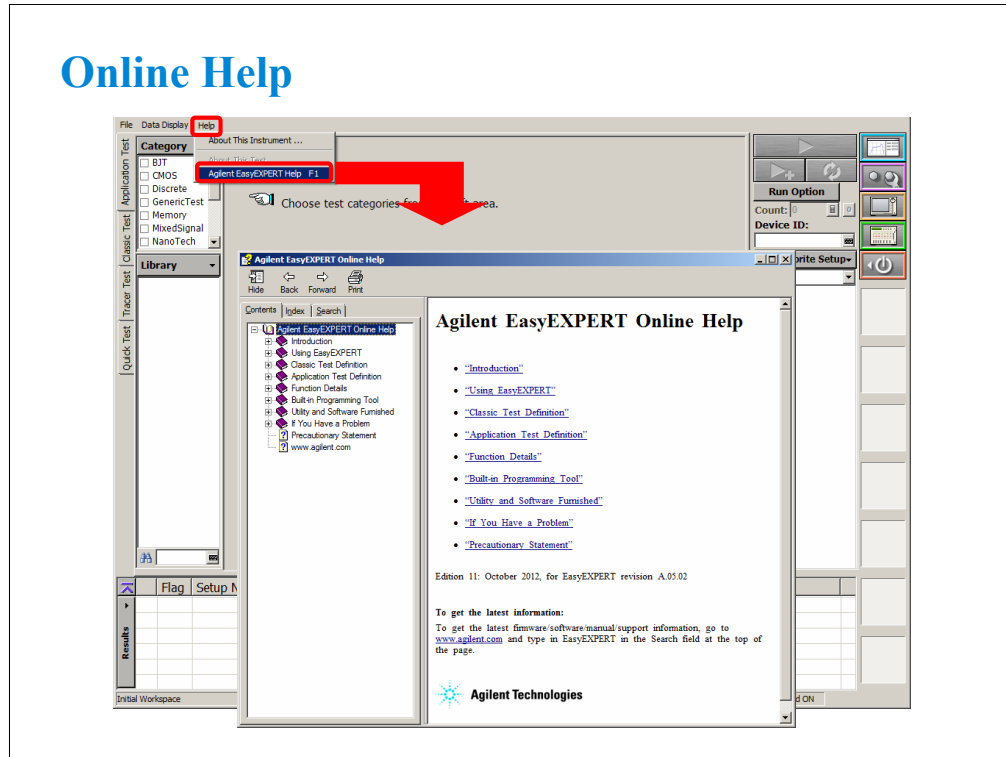 Online Help
File Data Display Help
About This Instrument ...
About This Test
Agilent EasyEXPERT Help F1
Application Test
Classic Test
Tracer Test
Quick Test
Category
BJT
CMOS
Discrete
GenericTest
Memory
MixedSignal
NanoTech
Library
Choose test categories area.
Run Option
Count: 0
Device ID:
Setup
Agilent EasyEXPERT Online Help
Hide Back Forward Print
Contents Index Search
Agilent EasyEXPERT Online Help
Introduction
Using EasyEXPERT
Classic Test Definition
Application Test Definition
Function Details
Built-in Programming Tool
Utility and Software Furnished
If You Have a Problem
Precautionary Statement
www.agilent.com
Agilent EasyEXPERT Online Help
• "Introduction"
• "Using EasyEXPERT"
• "Classic Test Definition"
• "Application Test Definition"
• "Function Details"
• "Built-in Programming Tool"
• "Utility and Software Furnished"
• "If You Have a Problem"
• "Precautionary Statement"
Edition 11: October 2012, for EasyEXPERT revision A.05.02
To get the latest information:
To get the latest firmware/software/manual/support information, go to
www.agilent.com and type in EasyEXPERT in the Search field at the top of
the page.
Agilent Technologies
Flag Setup N
Results
Initial Workspace
ON